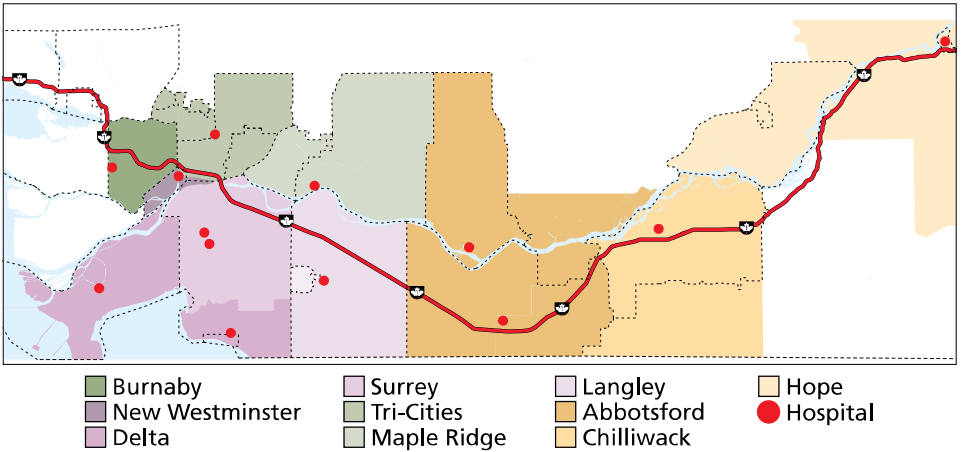 Burnaby
New Westminster
Delta
Surrey
Tri-Cities
Maple Ridge
Langley
Abbotsford
Chilliwack
Hope
Hospital